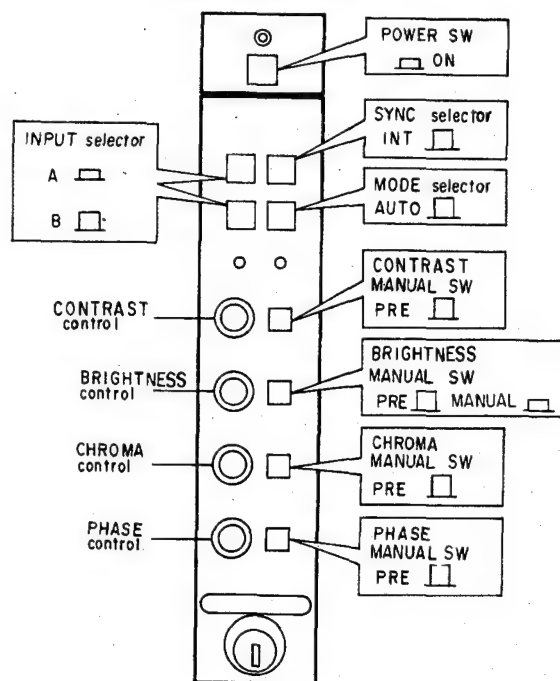 POWER SW
ON
SYNC selector
INT
INPUT selector
A
B
MODE selector
AUTO
CONTRAST
MANUAL SW
PRE
CONTRAST
control
BRIGHTNESS
MANUAL SW
PRE MANUAL
BRIGHTNESS
control
CHROMA
MANUAL SW
PRE
CHROMA
control
PHASE
MANUAL SW
PRE
PHASE
control